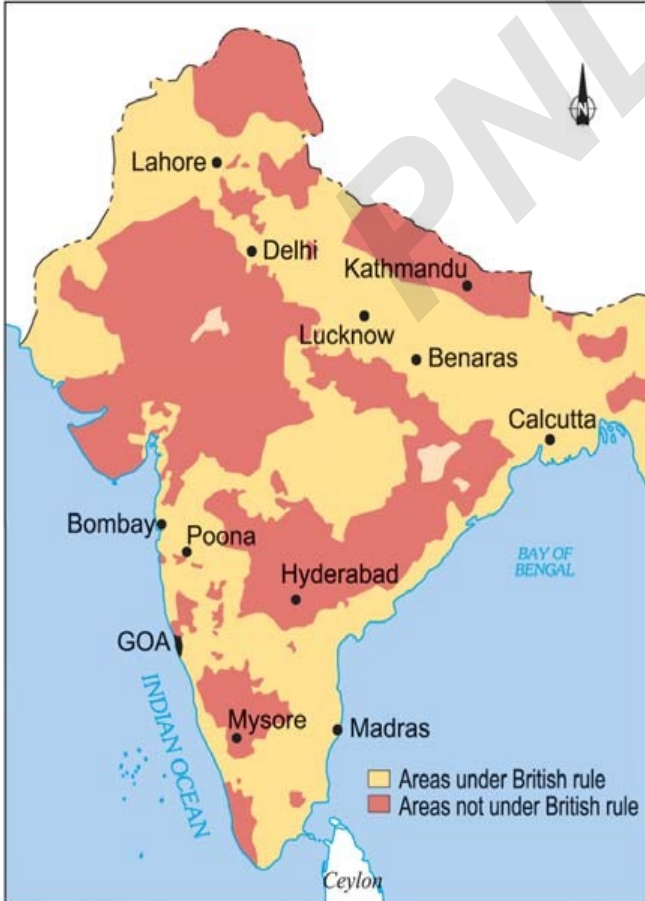 PNL
Lahore
Delhi
Kathmandu
Lucknow
Benaras
Calcutta
Bombay
Poona
BAY OF
BENGAL
Hyderabad
GOA
INDIAN OCEAN
Mysore
Madras
Areas under British rule
Areas not under British rule
Ceylon
N